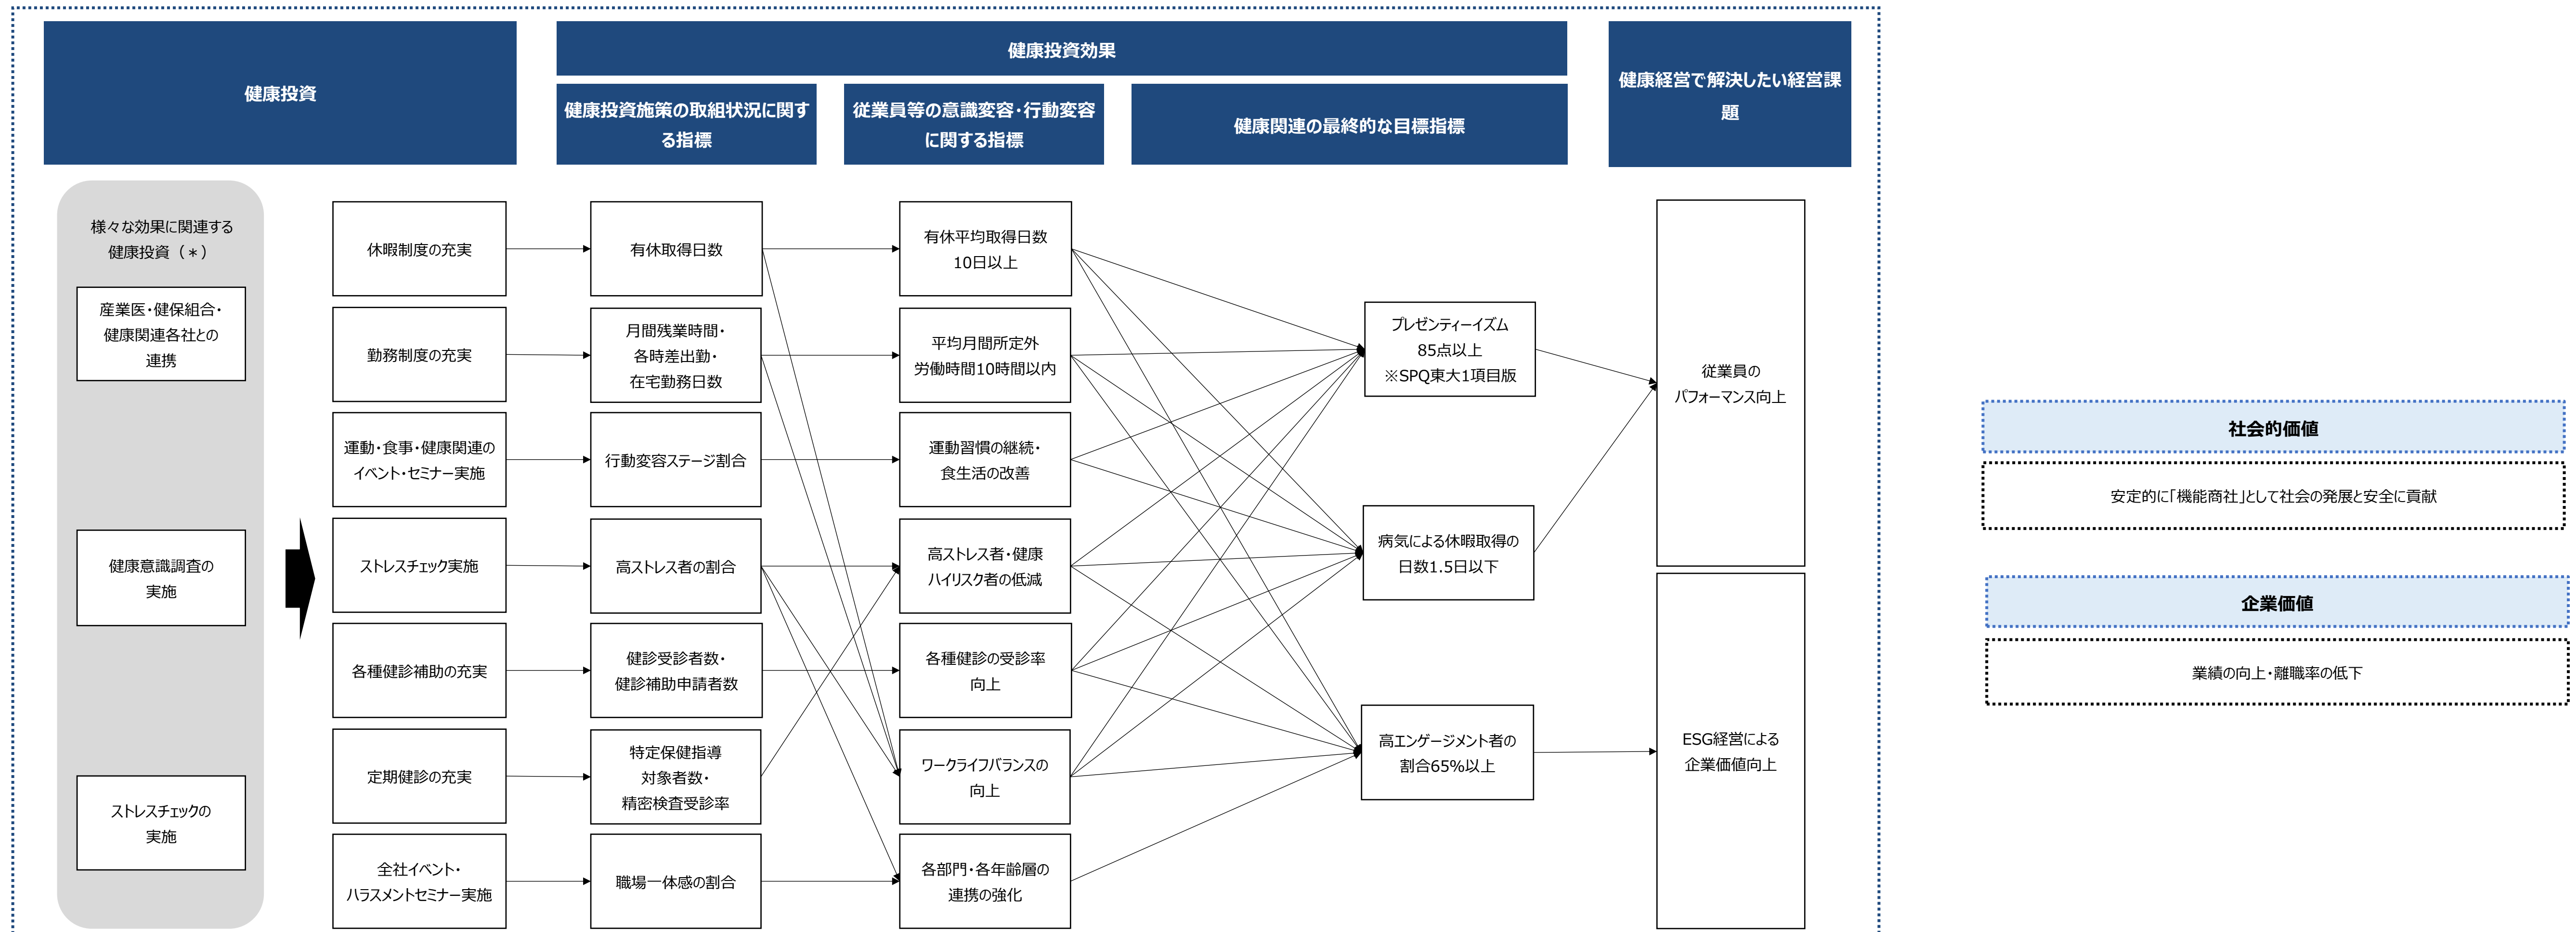 健康投資
健康投資効果
健康投資施策の取組状況に関す
る指標
従業員等の意識変容・行動変容
に関する指標
健康関連の最終的な目標指標
健康経営で解決したい経営課
題
様々な効果に関連する
健康投資（＊）
産業医・健保組合・
健康関連各社との
連携
健康意識調査の
実施
ストレスチェックの
実施
休暇制度の充実
勤務制度の充実
運動・食事・健康関連の
イベント・セミナー実施
ストレスチェック実施
各種健診補助の充実
定期健診の充実
全社イベント・
ハラスメントセミナー実施
有休取得日数
月間残業時間・
各時差出勤・
在宅勤務日数
行動変容ステージ割合
高ストレス者の割合
健診受診者数・
健診補助申請者数
特定保健指導
対象者数・
精密検査受診率
職場一体感の割合
有休平均取得日数
10日以上
平均月間所定外
労働時間10時間以内
運動習慣の継続・
食生活の改善
高ストレス者・健康
ハイリスク者の低減
各種健診の受診率
向上
ワークライフバランスの
向上
各部門・各年齢層の
連携の強化
プレゼンティーイズム
85点以上
※SPQ東大1項目版
病気による休暇取得の
日数1.5日以下
高エンゲージメント者の
割合65%以上
従業員の
パフォーマンス向上
ESG経営による
企業価値向上
社会的価値
安定的に「機能商社」として社会の発展と安全に貢献
企業価値
業績の向上・離職率の低下